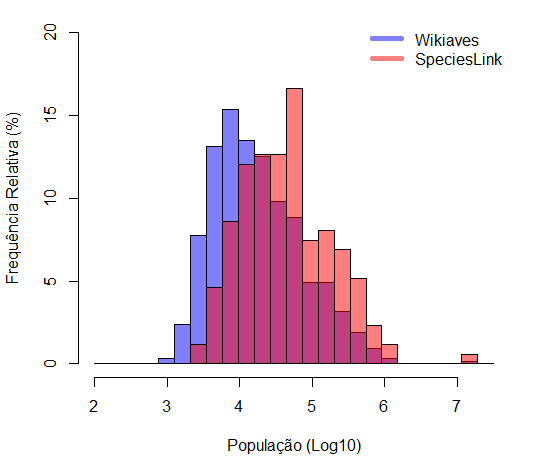 Wikiaves
SpeciesLink
Frequência Relativa (%)
20
15
10
5
0
2 3 4 5 6 7
População (Log10)